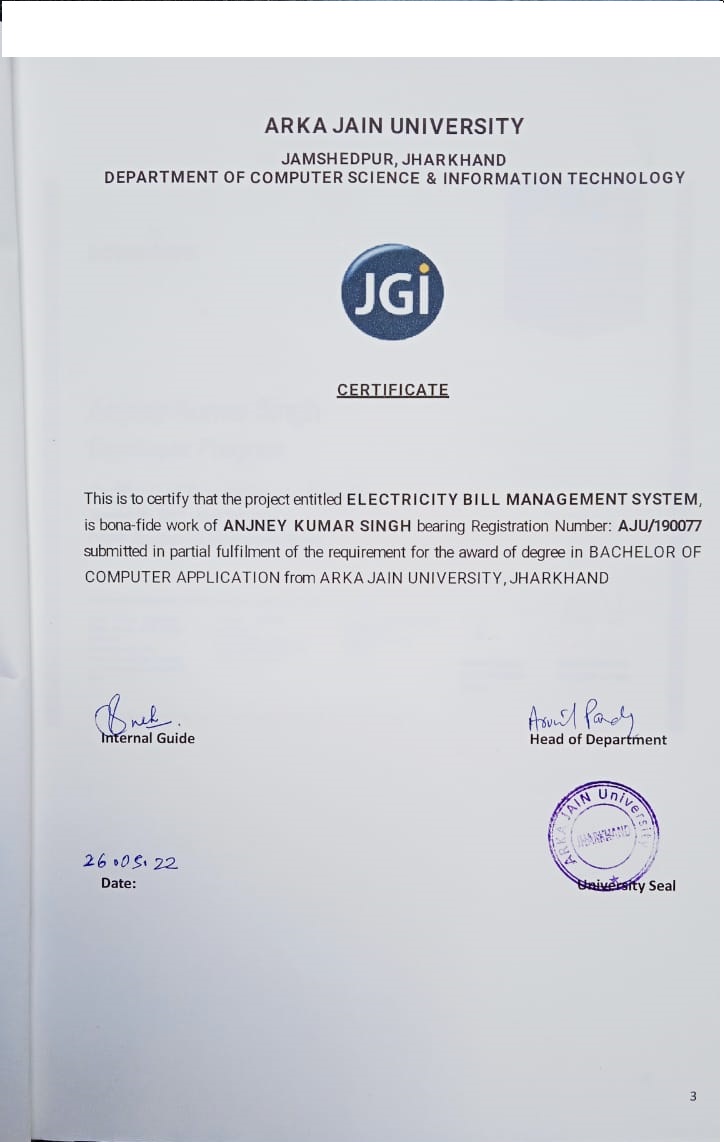 ARKA JAIN UNIVERSITY
JAMSHEDPUR, JHARKHAND
DEPARTMENT OF COMPUTER SCIENCE & INFORMATION TECHNOLOGY
JGi
CERTIFICATE
This is to certify that the project entitled ELECTRICITY BILL MANAGEMENT SYSTEM,
is bona-fide work of ANJNEY KUMAR SINGH bearing Registration Number: AJU/190077
submitted in partial fulfilment of the requirement for the award of degree in BACHELOR OF
COMPUTER APPLICATION from ARKA JAIN UNIVERSITY, JHARKHAND
Internal Guide
Head of Department
ARKA JAIN University
JHARKHAND
26.05.22
Date:
University Seal
3